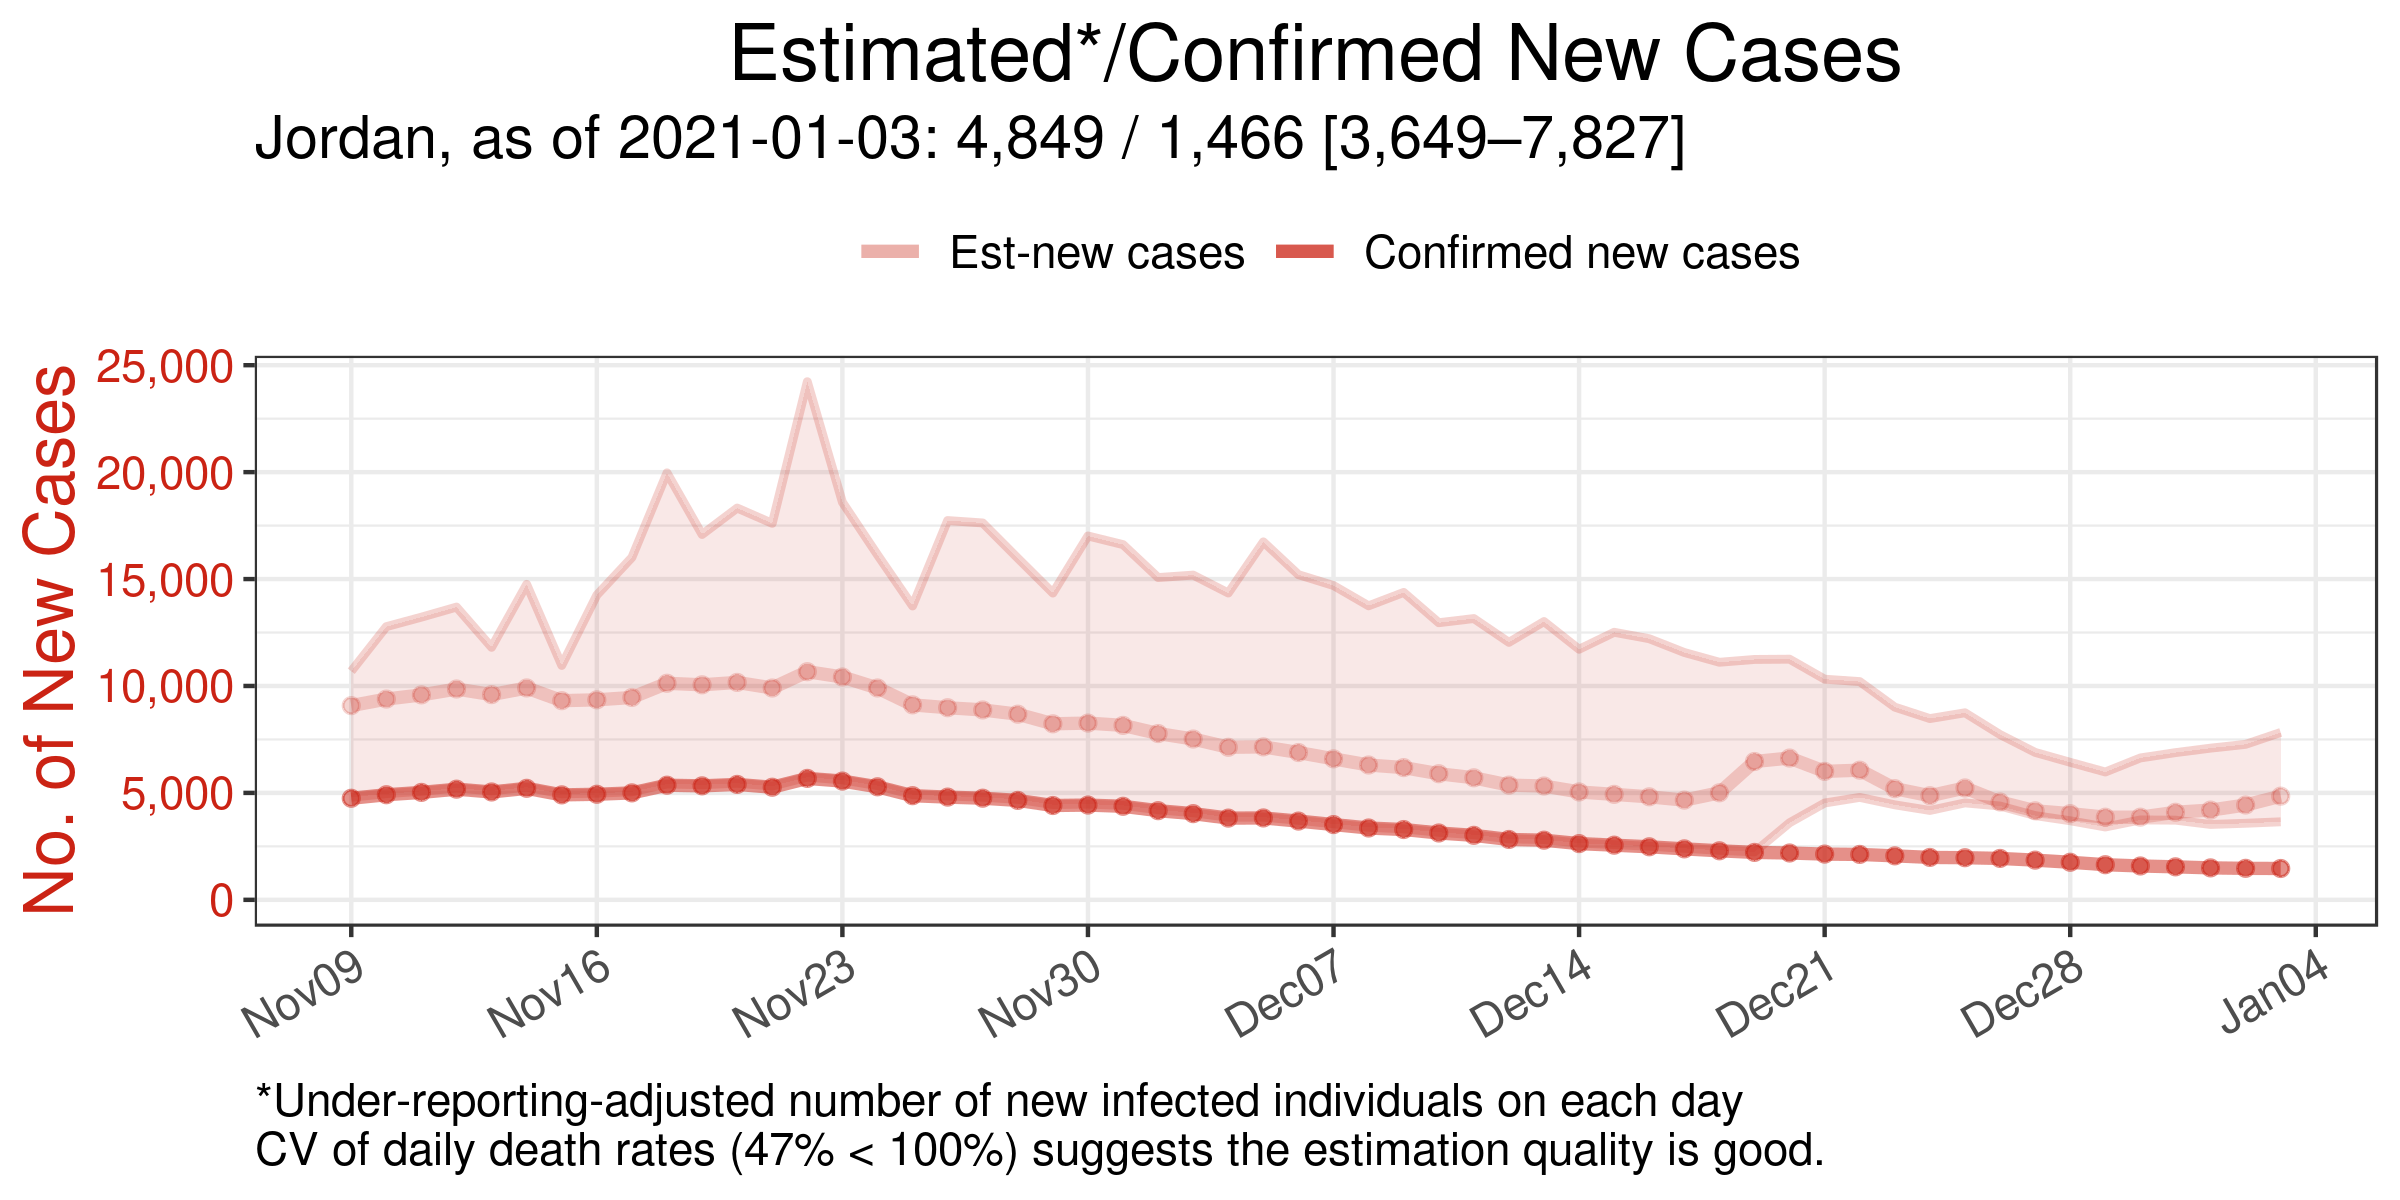 Estimated*/Confirmed New Cases
Jordan, as of 2021-01-03: 4,849 / 1,466 [3,649–7,827]
Est-new cases
Confirmed new cases
No. of New Cases
25,000
20,000
15,000
10,000
5,000
0
Nov09
Nov16
Nov23
Nov30
Dec07
Dec14
Dec21
Dec28
Jan04
*Under-reporting-adjusted number of new infected individuals on each day
CV of daily death rates (47% < 100%) suggests the estimation quality is good.